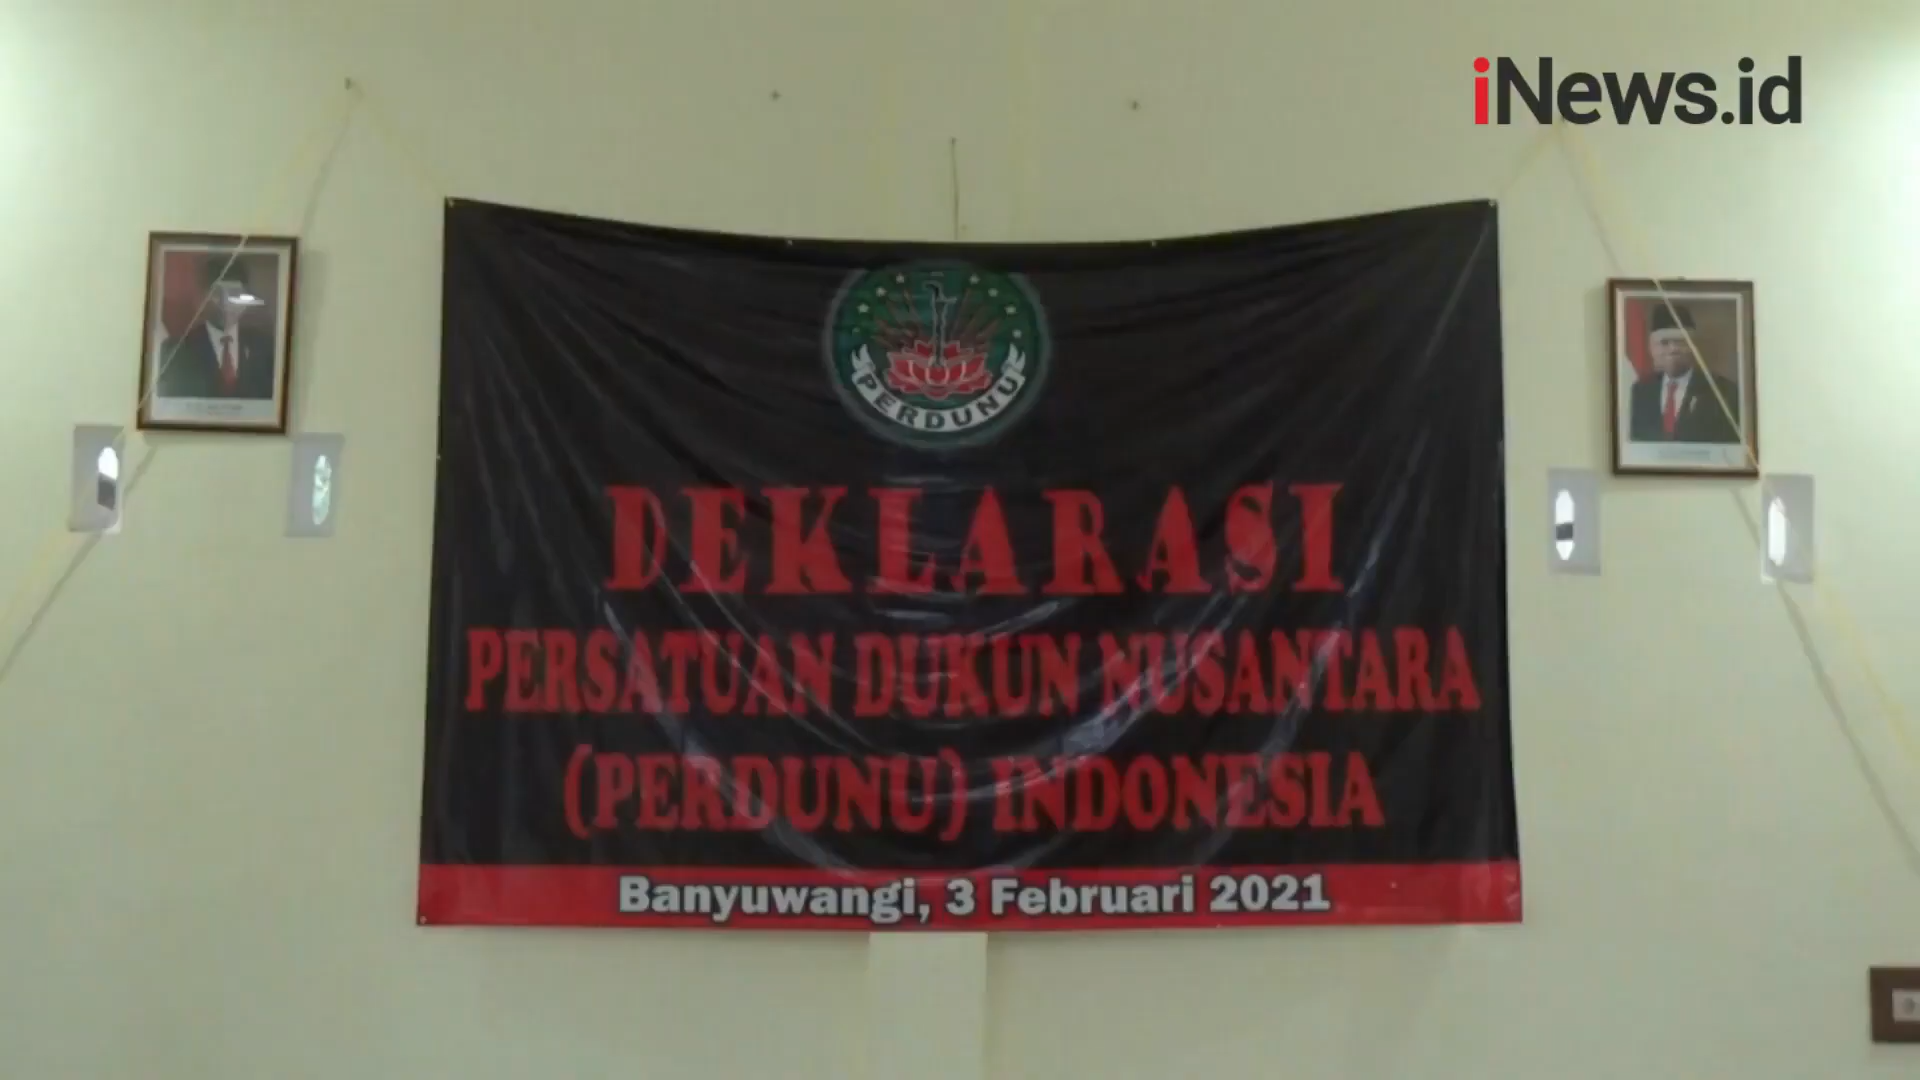 iNews.id
PERDUNU
DEKLARASI
PERSATUAN DUKUN NUSANTARA
(PERDUNU) INDONESIA
Banyuwangi, 3 Februari 2021